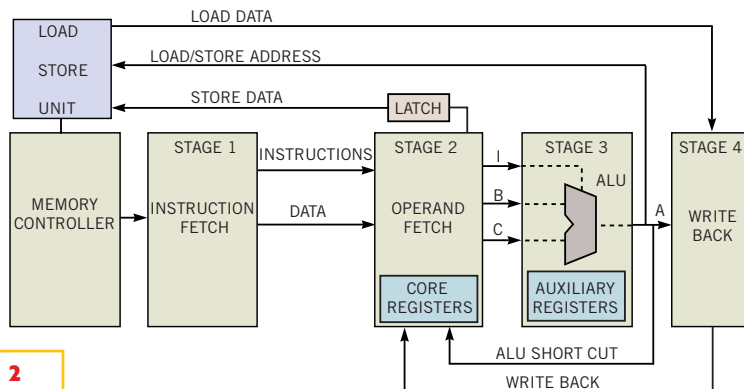 LOAD DATA
LOAD
STORE
UNIT
LOAD/STORE ADDRESS
STORE DATA
LATCH
MEMORY
CONTROLLER
STAGE 1
INSTRUCTION
FETCH
INSTRUCTIONS
DATA
STAGE 2
OPERAND
FETCH
CORE
REGISTERS
I
B
C
STAGE 3
ALU
AUXILIARY
REGISTERS
A
STAGE 4
WRITE
BACK
ALU SHORT CUT
WRITE BACK
2